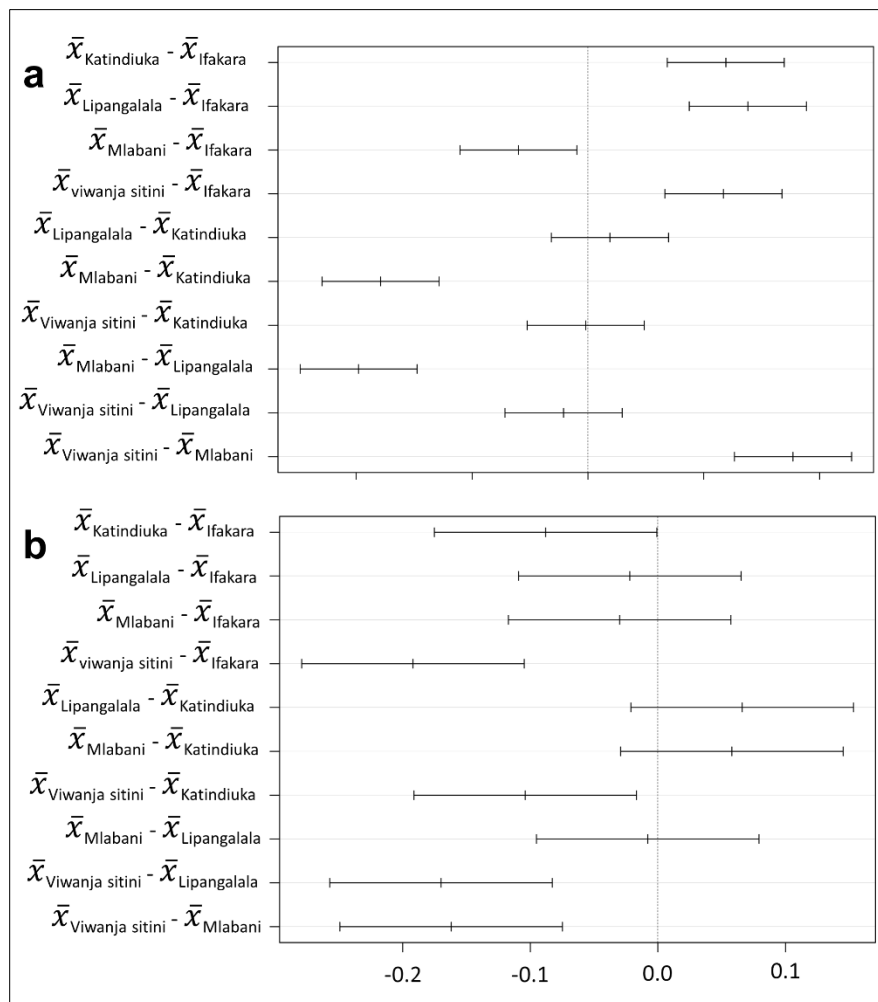 a
x̄Katindiuka - x̄Ifakara
x̄Lipangalala - x̄Ifakara
x̄Mlabani - x̄Ifakara
x̄viwanja sitini - x̄Ifakara
x̄Lipangalala - x̄Katindiuka
x̄Mlabani - x̄Katindiuka
x̄Viwanja sitini - x̄Katindiuka
x̄Mlabani - x̄Lipangalala
x̄Viwanja sitini - x̄Lipangalala
x̄Viwanja sitini - x̄Mlabani
b
x̄Katindiuka - x̄Ifakara
x̄Lipangalala - x̄Ifakara
x̄Mlabani - x̄Ifakara
x̄viwanja sitini - x̄Ifakara
x̄Lipangalala - x̄Katindiuka
x̄Mlabani - x̄Katindiuka
x̄Viwanja sitini - x̄Katindiuka
x̄Mlabani - x̄Lipangalala
x̄Viwanja sitini - x̄Lipangalala
x̄Viwanja sitini - x̄Mlabani
-0.2 -0.1 0.0 0.1